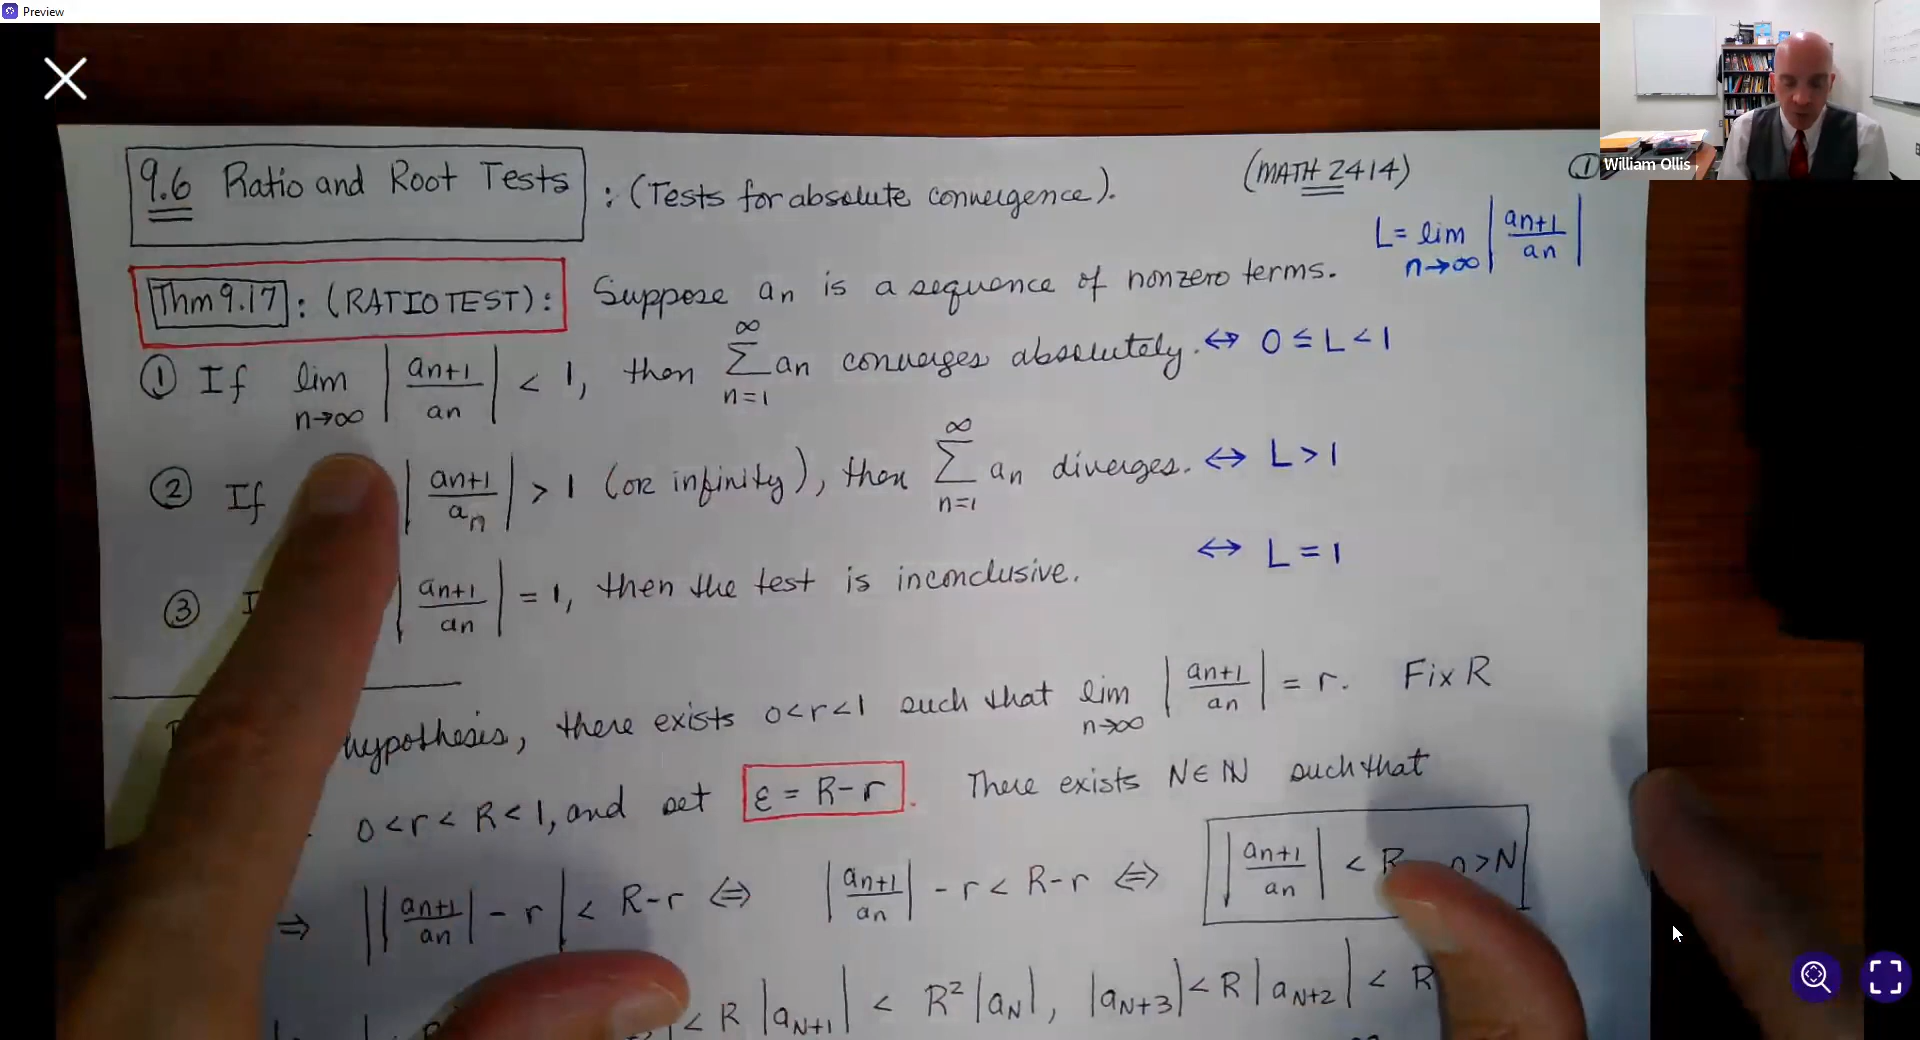 Preview
William Ollis
9.6 Ratio and Root Tests : (Tests for absolute convergence). (MATH 2414) ①
L = lim n→∞ | an+1 / an |
Thm 9.17 : (RATIO TEST): Suppose an is a sequence of nonzero terms.
① If lim n→∞ | an+1 / an | < 1, then ∞ Σ n=1 an converges absolutely. ⇔ 0 ≤ L < 1
② If | an+1 / an | > 1 (or infinity), then ∞ Σ n=1 an diverges. ⇔ L > 1
③ | an+1 / an | = 1, then the test is inconclusive. ⇔ L = 1
hypothesis, there exists 0<r<1 such that lim n→∞ | an+1 / an | = r. Fix R
0<r<R<1, and set ε = R-r. There exists N∈ℕ such that
⇒ | | an+1 / an | - r | < R-r ⇔ | an+1 / an | - r < R-r ⇔ | an+1 / an | < R n>N
< R |aN+1| < R² |aN|, |aN+3| < R |aN+2| < R